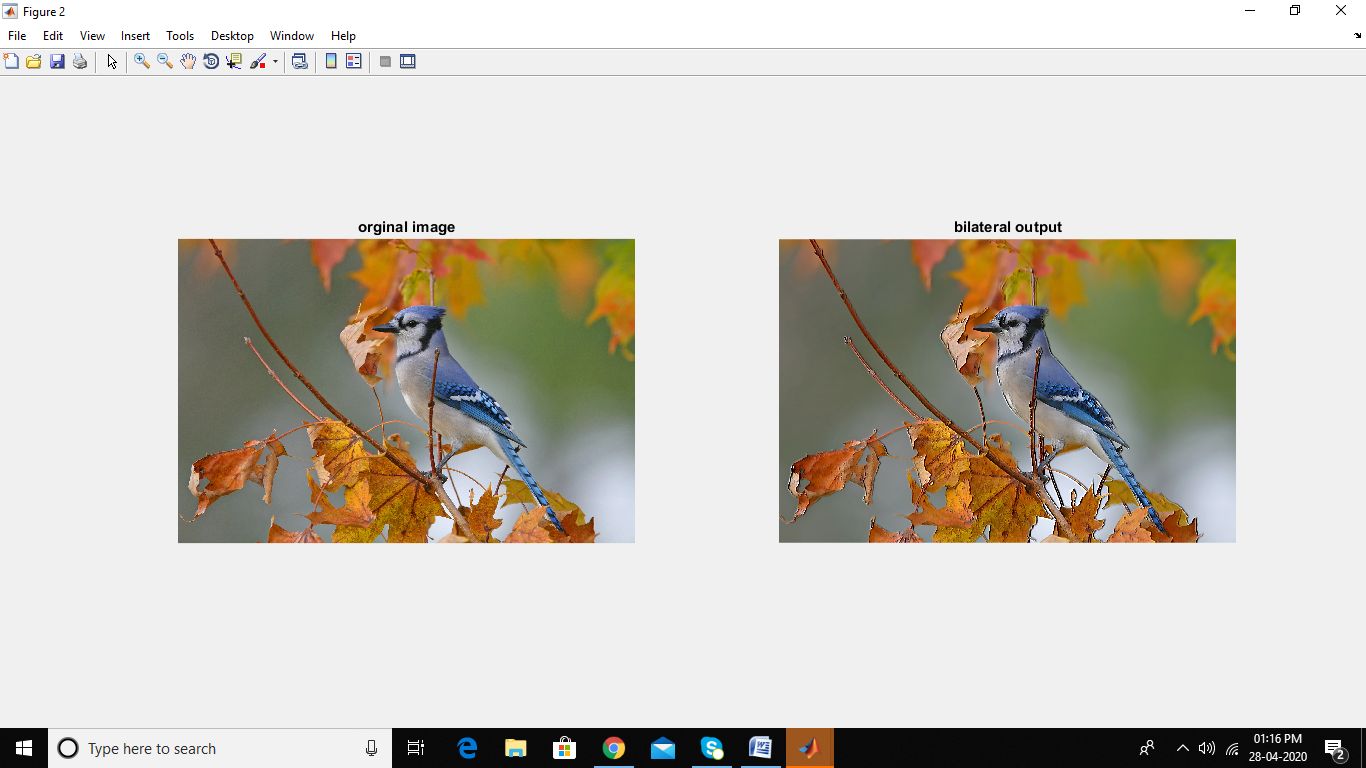 Figure 2
File Edit View Insert Tools Desktop Window Help
orginal image
bilateral output
Type here to search
01:16 PM
28-04-2020
2